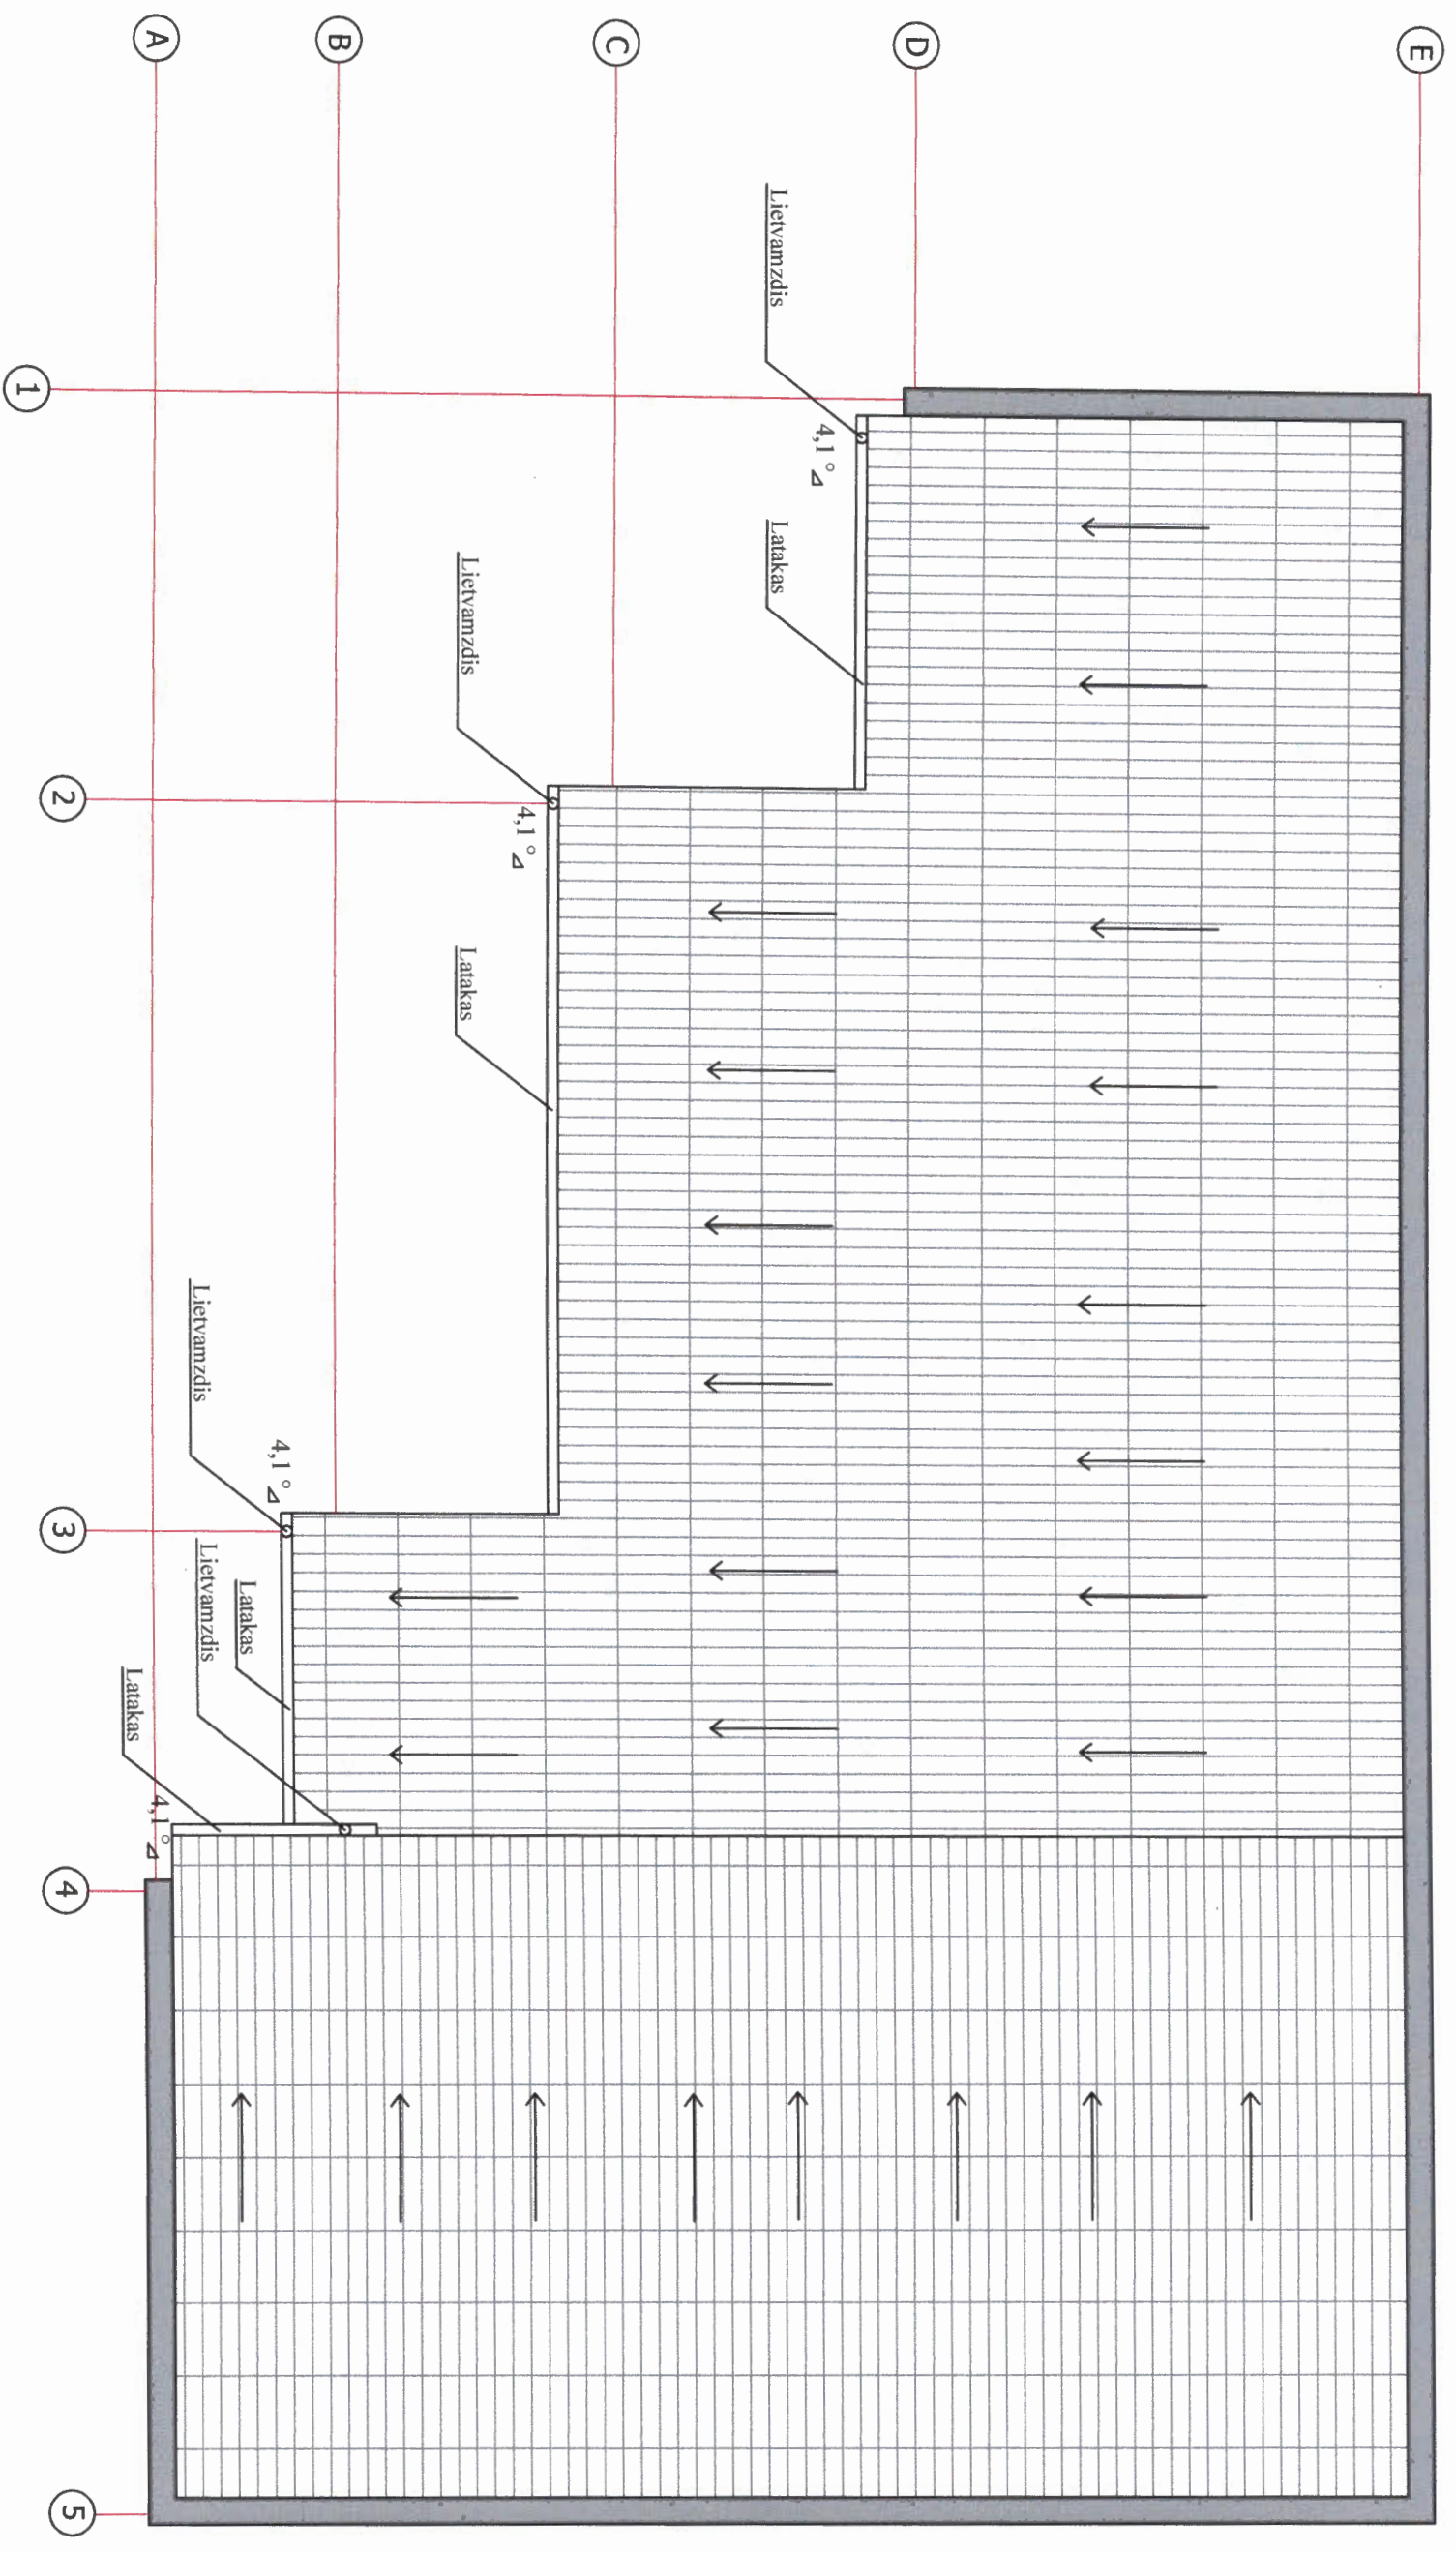 E
D
C
B
A
Lietvamzdis
4,1 °
Latakas
Lietvamzdis
4,1 °
Latakas
Lietvamzdis
4,1 °
Latakas
Lietvamzdis
Latakas
4,1 °
1
2
3
4
5